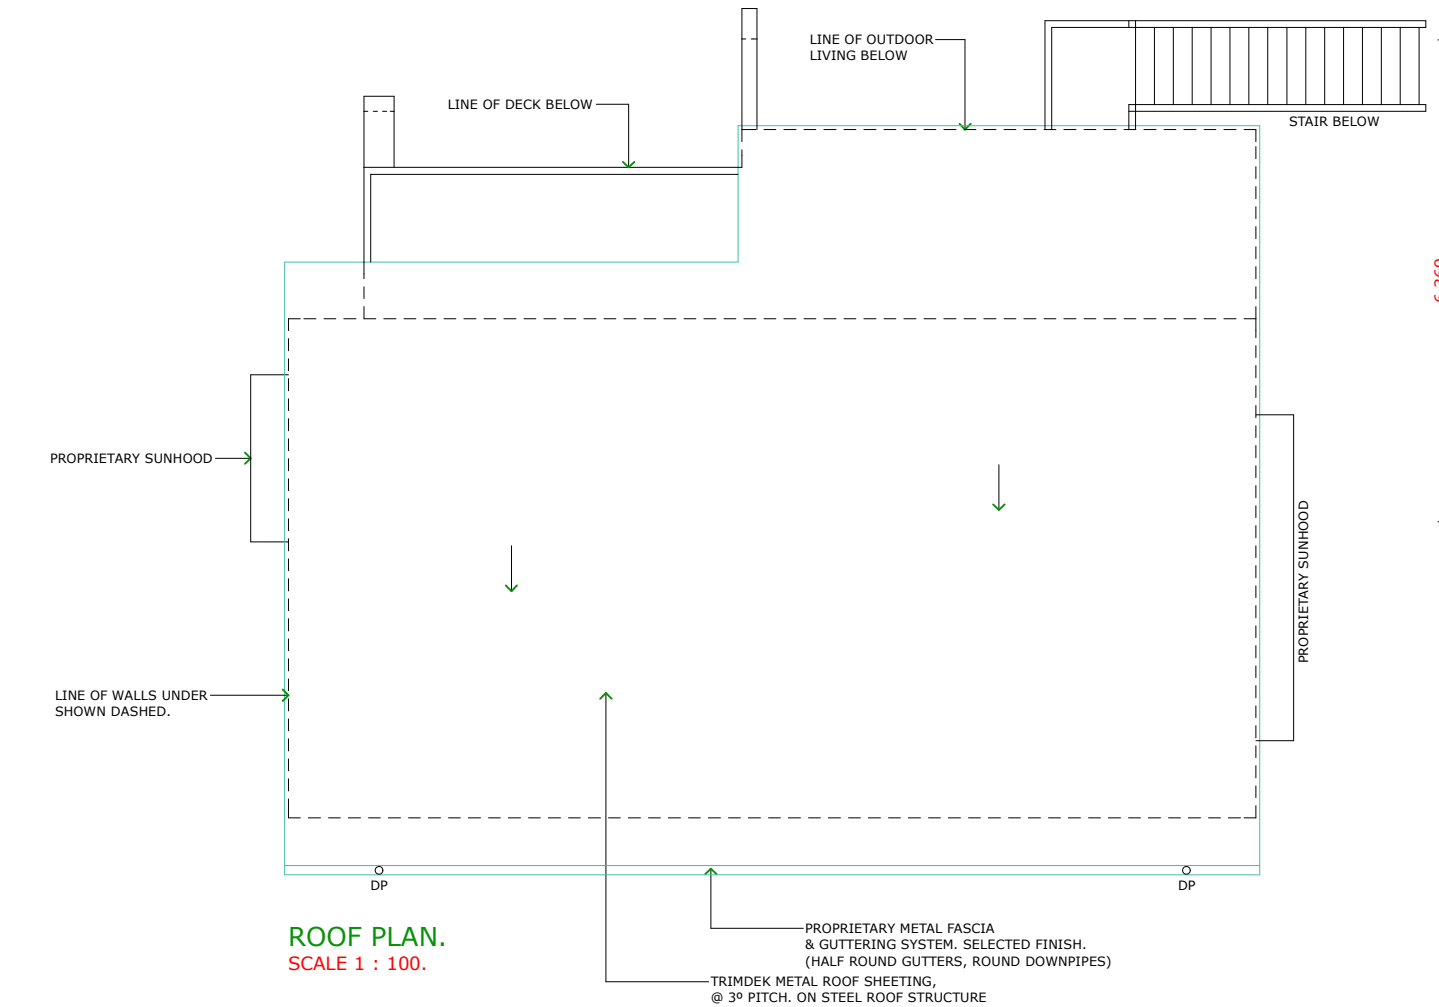 LINE OF OUTDOOR
LIVING BELOW
LINE OF DECK BELOW
STAIR BELOW
PROPRIETARY SUNHOOD
PROPRIETARY SUNHOOD
LINE OF WALLS UNDER
SHOWN DASHED.
DP
DP
ROOF PLAN.
SCALE 1 : 100.
PROPRIETARY METAL FASCIA
& GUTTERING SYSTEM. SELECTED FINISH.
(HALF ROUND GUTTERS, ROUND DOWNPIPES)
TRIMDEK METAL ROOF SHEETING,
@ 3º PITCH. ON STEEL ROOF STRUCTURE